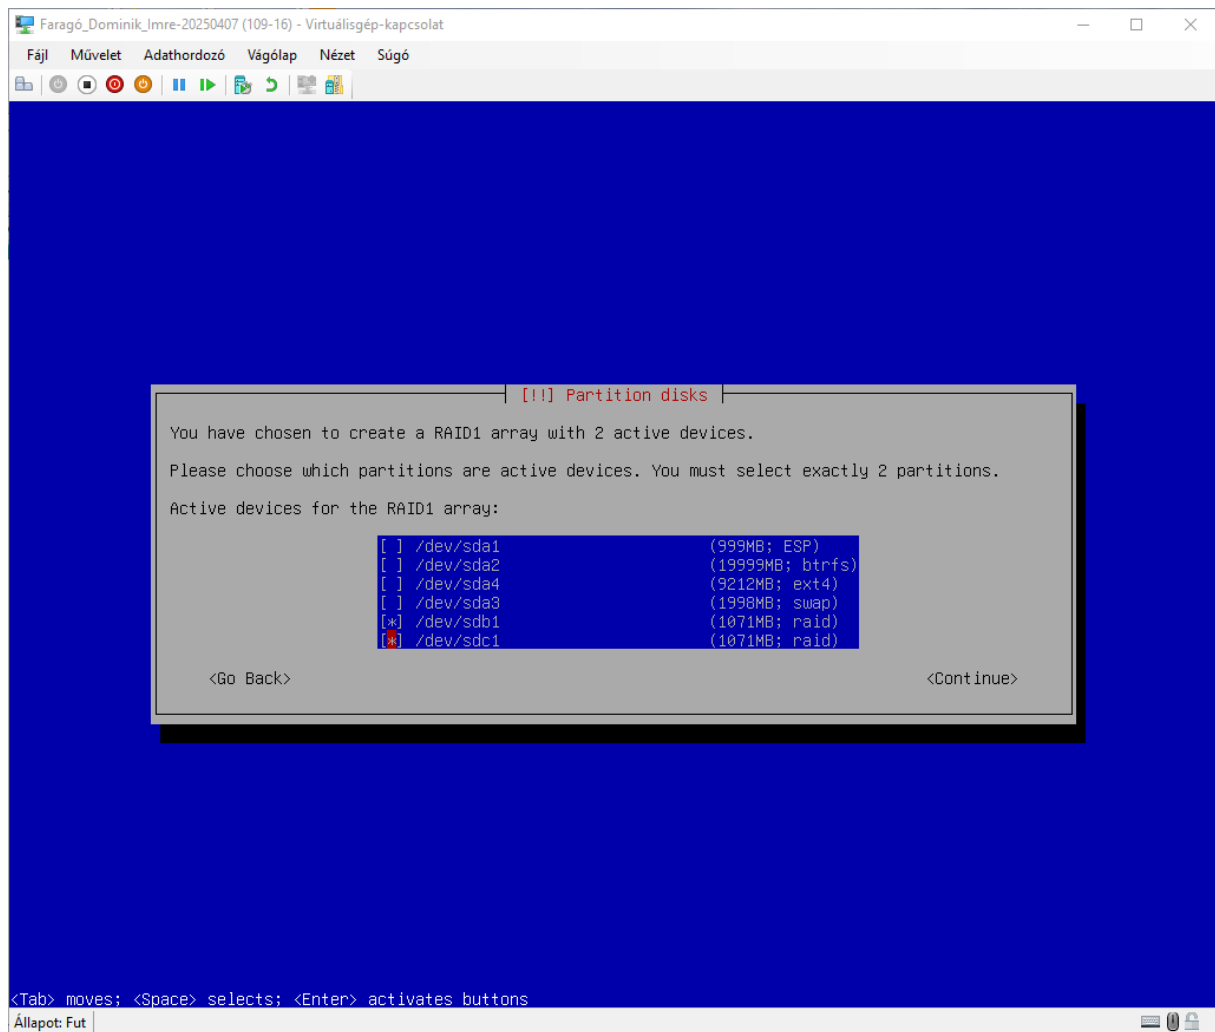 Faragó_Dominik_Imre-20250407 (109-16) - Virtuálisgép-kapcsolat
Fájl Művelet Adathordozó Vágólap Nézet Súgó
[!!] Partition disks
You have chosen to create a RAID1 array with 2 active devices.
Please choose which partitions are active devices. You must select exactly 2 partitions.
Active devices for the RAID1 array:
[ ] /dev/sda1 (999MB; ESP)
[ ] /dev/sda2 (19999MB; btrfs)
[ ] /dev/sda4 (9212MB; ext4)
[ ] /dev/sda3 (1998MB; swap)
[*] /dev/sdb1 (1071MB; raid)
[*] /dev/sdc1 (1071MB; raid)
<Go Back> <Continue>
<Tab> moves; <Space> selects; <Enter> activates buttons
Állapot: Fut